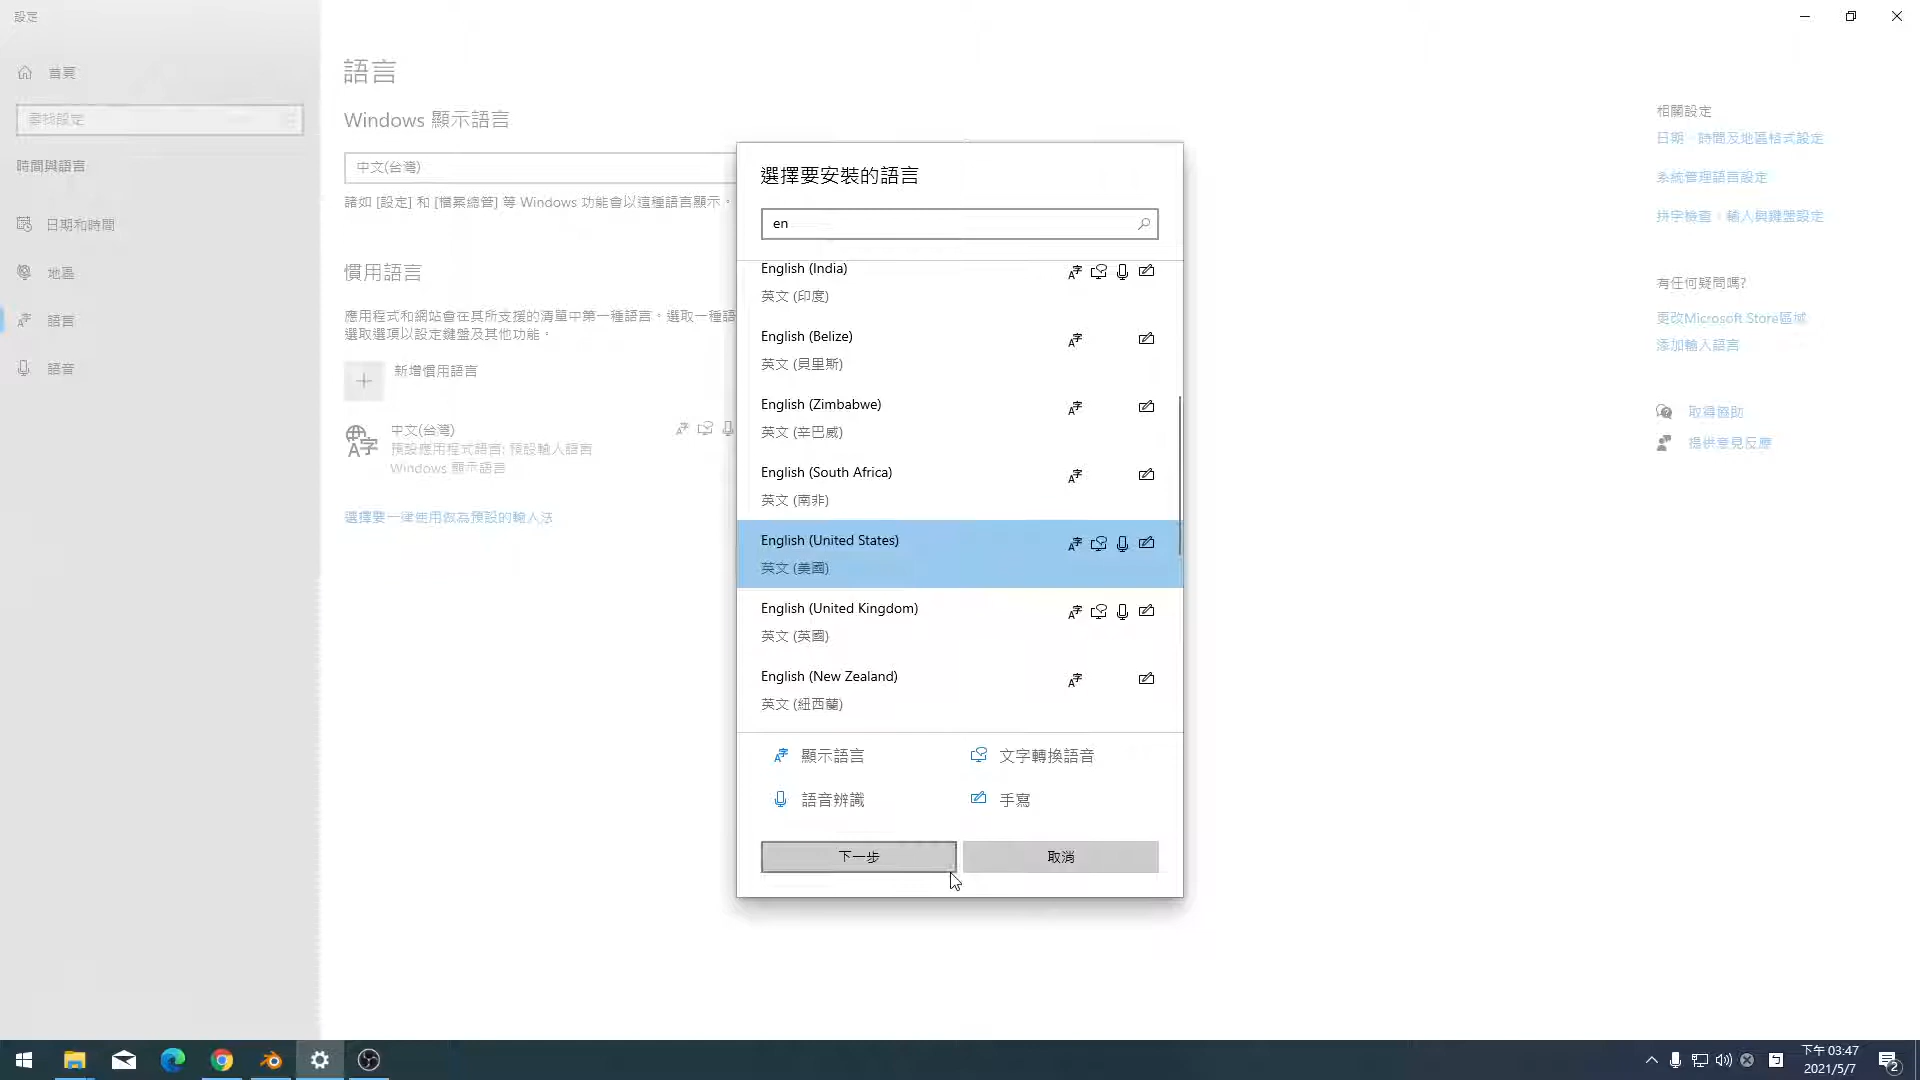 設定
首頁
尋找設定
時間與語言
日期和時間
地區
語言
語音
語言
Windows 顯示語言
中文(台灣)
諸如 [設定] 和 [檔案總管] 等 Windows 功能會以這種語言顯示。
慣用語言
應用程式和網站會在其所支援的清單中第一種語言。選取一種語
選取選項以設定鍵盤及其他功能。
新增慣用語言
中文(台灣)
預設應用程式語言; 預設輸入語言
Windows 顯示語言
選擇要一律使用做為預設的輸入法
選擇要安裝的語言
en
English (India)
英文 (印度)
English (Belize)
英文 (貝里斯)
English (Zimbabwe)
英文 (辛巴威)
English (South Africa)
英文 (南非)
English (United States)
英文 (美國)
English (United Kingdom)
英文 (英國)
English (New Zealand)
英文 (紐西蘭)
顯示語言
文字轉換語音
語音辨識
手寫
下一步
取消
相關設定
日期、時間及地區格式設定
系統管理語言設定
拼字檢查、輸入與鍵盤設定
有任何疑問嗎?
更改Microsoft Store區域
添加輸入語言
取得協助
提供意見反應
下午 03:47
2021/5/7
2